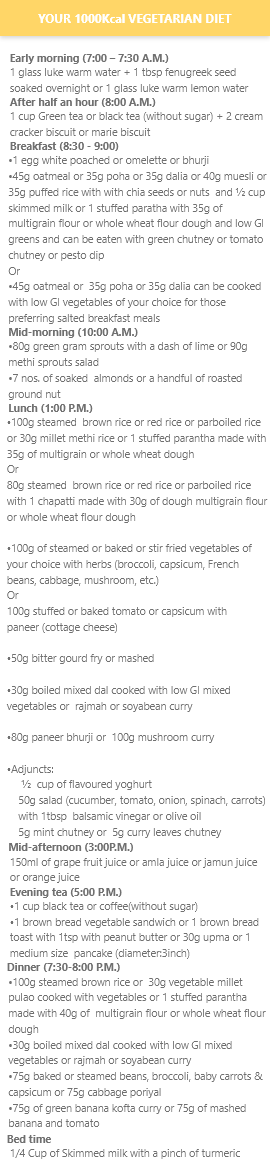 YOUR 1000Kcal VEGETARIAN DIET
Early morning (7:00 – 7:30 A.M.)
1 glass luke warm water + 1 tbsp fenugreek seed
soaked overnight or 1 glass luke warm lemon water
After half an hour (8:00 A.M.)
1 cup Green tea or black tea (without sugar) + 2 cream
cracker biscuit or marie biscuit
Breakfast (8:30 - 9:00)
•1 egg white poached or omelette or bhurji
•45g oatmeal or 35g poha or 35g dalia or 40g muesli or
35g puffed rice with with chia seeds or nuts and ½ cup
skimmed milk or 1 stuffed paratha with 35g of
multigrain flour or whole wheat flour dough and low GI
greens and can be eaten with green chutney or tomato
chutney or pesto dip
Or
•45g oatmeal or 35g poha or 35g dalia can be cooked
with low GI vegetables of your choice for those
preferring salted breakfast meals
Mid-morning (10:00 A.M.)
•80g green gram sprouts with a dash of lime or 90g
methi sprouts salad
•7 nos. of soaked almonds or a handful of roasted
ground nut
Lunch (1:00 P.M.)
•100g steamed brown rice or red rice or parboiled rice
or 30g millet methi rice or 1 stuffed parantha made with
35g of multigrain or whole wheat dough
Or
80g steamed brown rice or red rice or parboiled rice
with 1 chapatti made with 30g of dough multigrain flour
or whole wheat flour dough
•100g of steamed or baked or stir fried vegetables of
your choice with herbs (broccoli, capsicum, French
beans, cabbage, mushroom, etc.)
Or
100g stuffed or baked tomato or capsicum with
paneer (cottage cheese)
•50g bitter gourd fry or mashed
•30g boiled mixed dal cooked with low GI mixed
vegetables or rajmah or soyabean curry
•80g paneer bhurji or 100g mushroom curry
•Adjuncts:
½ cup of flavoured yoghurt
50g salad (cucumber, tomato, onion, spinach, carrots)
with 1tbsp balsamic vinegar or olive oil
5g mint chutney or 5g curry leaves chutney
Mid-afternoon (3:00P.M.)
150ml of grape fruit juice or amla juice or jamun juice
or orange juice
Evening tea (5:00 P.M.)
•1 cup black tea or coffee(without sugar)
•1 brown bread vegetable sandwich or 1 brown bread
toast with 1tsp with peanut butter or 30g upma or 1
medium size pancake (diameter:3inch)
Dinner (7:30-8:00 P.M.)
•100g steamed brown rice or 30g vegetable millet
pulao cooked with vegetables or 1 stuffed parantha
made with 40g of multigrain flour or whole wheat flour
dough
•30g boiled mixed dal cooked with low GI mixed
vegetables or rajmah or soyabean curry
•75g baked or steamed beans, broccoli, baby carrots &
capsicum or 75g cabbage poriyal
•75g of green banana kofta curry or 75g of mashed
banana and tomato
Bed time
1/4 Cup of Skimmed milk with a pinch of turmeric